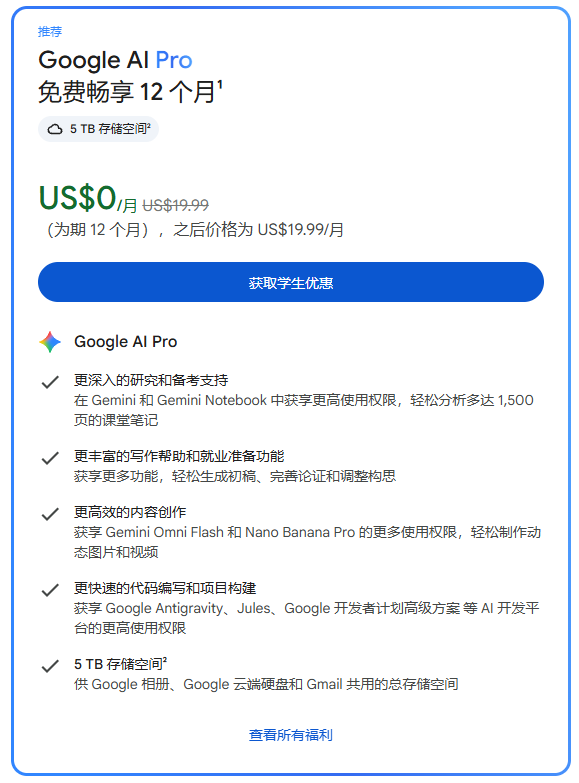 推荐
Google AI Pro
免费畅享 12 个月¹
5 TB 存储空间²
US$0/月 US$19.99
（为期 12 个月），之后价格为 US$19.99/月
获取学生优惠
Google AI Pro
更深入的研究和备考支持
在 Gemini 和 Gemini Notebook 中获享更高使用权限，轻松分析多达 1,500
页的课堂笔记
更丰富的写作帮助和就业准备功能
获享更多功能，轻松生成初稿、完善论证和调整构思
更高效的内容创作
获享 Gemini Omni Flash 和 Nano Banana Pro 的更多使用权限，轻松制作动
态图片和视频
更快速的代码编写和项目构建
获享 Google Antigravity、Jules、Google 开发者计划高级方案 等 AI 开发平
台的更高使用权限
5 TB 存储空间²
供 Google 相册、Google 云端硬盘和 Gmail 共用的总存储空间
查看所有福利